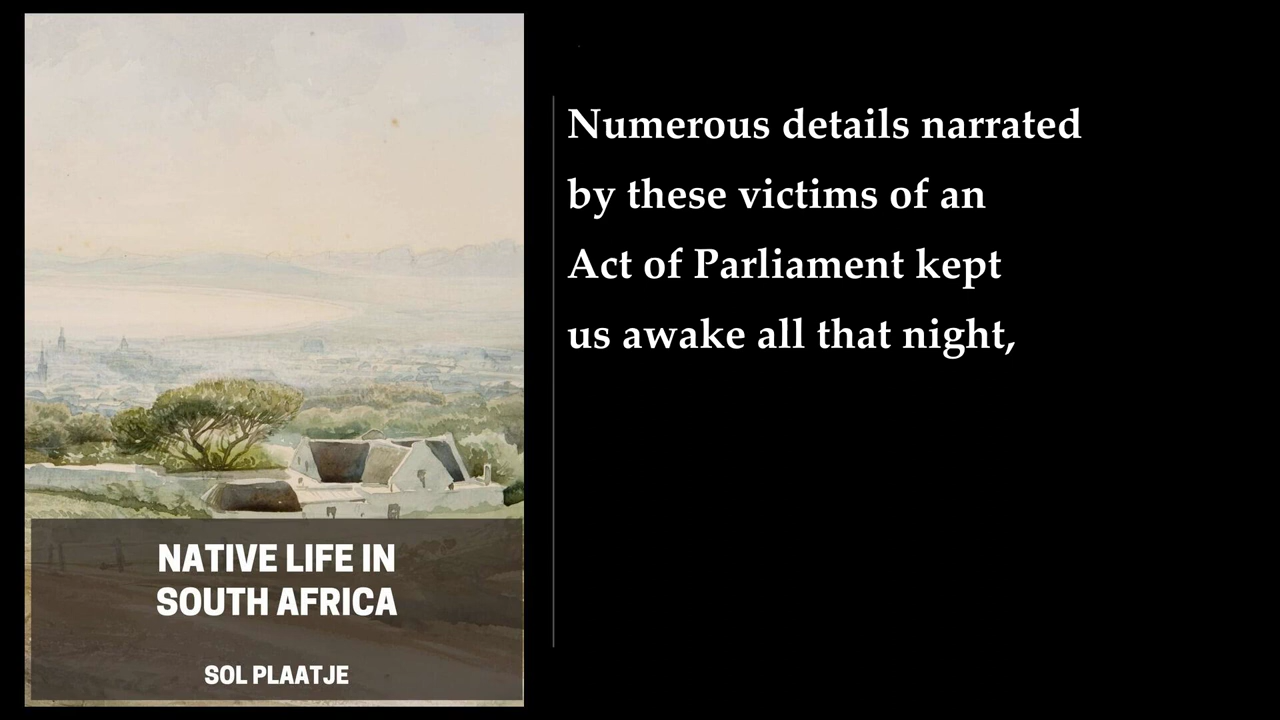 Numerous details narrated
by these victims of an
Act of Parliament kept
us awake all that night,
NATIVE LIFE IN
SOUTH AFRICA
SOL PLAATJE